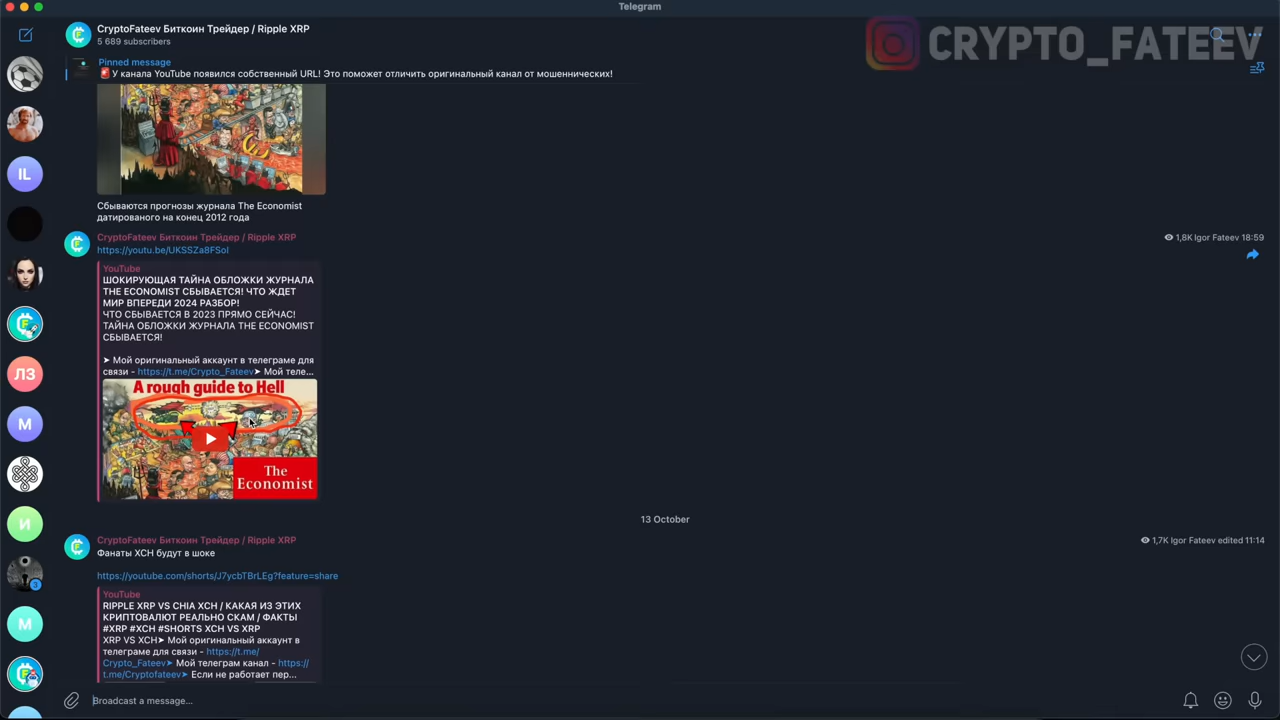 Telegram
CryptoFateev Биткоин Трейдер / Ripple XRP
5 689 subscribers
CRYPTO_FATEEV
Pinned message
🚨У канала YouTube появился собственный URL! Это поможет отличить оригинальный канал от мошеннических!
IL
ЛЗ
М
И
3
М
Сбываются прогнозы журнала The Economist
датированого на конец 2012 года
CryptoFateev Биткоин Трейдер / Ripple XRP
1,8K Igor Fateev 18:59
https://youtu.be/UKSSZa8FSoI
YouTube
ШОКИРУЮЩАЯ ТАЙНА ОБЛОЖКИ ЖУРНАЛА
THE ECONOMIST СБЫВАЕТСЯ! ЧТО ЖДЕТ
МИР ВПЕРЕДИ 2024 РАЗБОР!
ЧТО СБЫВАЕТСЯ В 2023 ПРЯМО СЕЙЧАС!
ТАЙНА ОБЛОЖКИ ЖУРНАЛА THE ECONOMIST
СБЫВАЕТСЯ!
➤ Мой оригинальный аккаунт в телеграме для
связи - https://t.me/Crypto_Fateev➤ Мой теле...
A rough guide to Hell
The
Economist
13 October
CryptoFateev Биткоин Трейдер / Ripple XRP
1,7K Igor Fateev edited 11:14
Фанаты XCH будут в шоке
https://youtube.com/shorts/J7ycbTBrLEg?feature=share
YouTube
RIPPLE XRP VS CHIA XCH / КАКАЯ ИЗ ЭТИХ
КРИПТОВАЛЮТ РЕАЛЬНО СКАМ / ФАКТЫ
#XRP #XCH #SHORTS XCH VS XRP
XRP VS XCH➤ Мой оригинальный аккаунт в
телеграме для связи - https://t.me/
Crypto_Fateev➤ Мой телеграм канал - https://
t.me/Cryptofateev➤ Если не работает пер...
Broadcast a message...